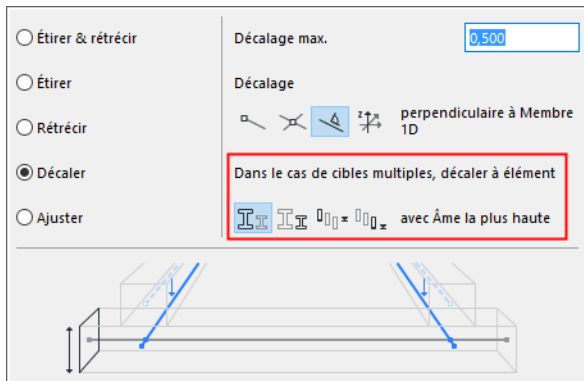 Étirer & rétrécir
Étirer
Rétrécir
Décaler
Ajuster
Décalage max.
0,500
Décalage
z
perpendiculaire à Membre
1D
Dans le cas de cibles multiples, décaler à élément
avec Âme la plus haute